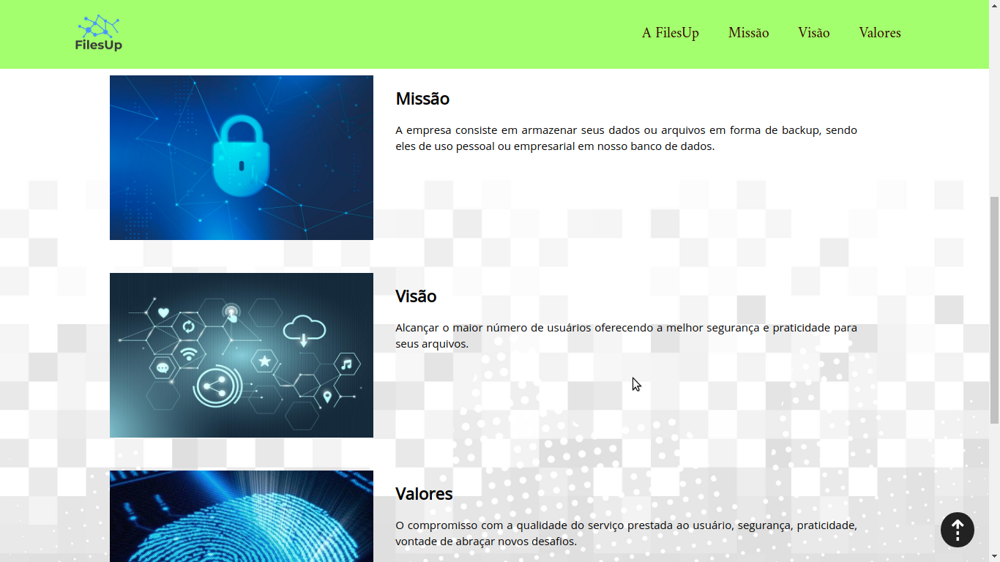 FilesUp
A FilesUp Missão Visão Valores
Missão
A empresa consiste em armazenar seus dados ou arquivos em forma de backup, sendo
eles de uso pessoal ou empresarial em nosso banco de dados.
Visão
Alcançar o maior número de usuários oferecendo a melhor segurança e praticidade para
seus arquivos.
Valores
O compromisso com a qualidade do serviço prestada ao usuário, segurança, praticidade,
vontade de abraçar novos desafios.